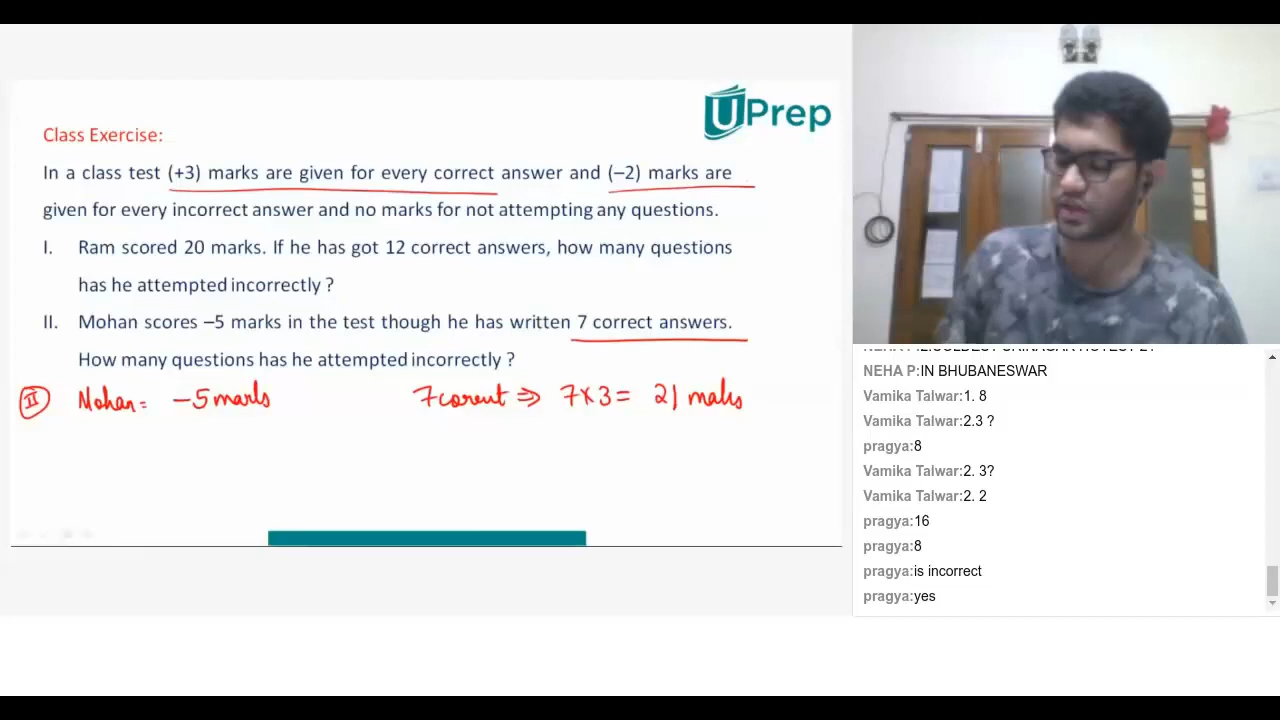 UPrep
Class Exercise:
In a class test (+3) marks are given for every correct answer and (–2) marks are
given for every incorrect answer and no marks for not attempting any questions.
I. Ram scored 20 marks. If he has got 12 correct answers, how many questions
has he attempted incorrectly ?
II. Mohan scores –5 marks in the test though he has written 7 correct answers.
How many questions has he attempted incorrectly ?
II Mohan = –5 marks 7 corent ⇒ 7 × 3 = 21 maks
NEHA P:IN BHUBANESWAR
Vamika Talwar:1. 8
Vamika Talwar:2.3 ?
pragya:8
Vamika Talwar:2. 3?
Vamika Talwar:2. 2
pragya:16
pragya:8
pragya:is incorrect
pragya:yes